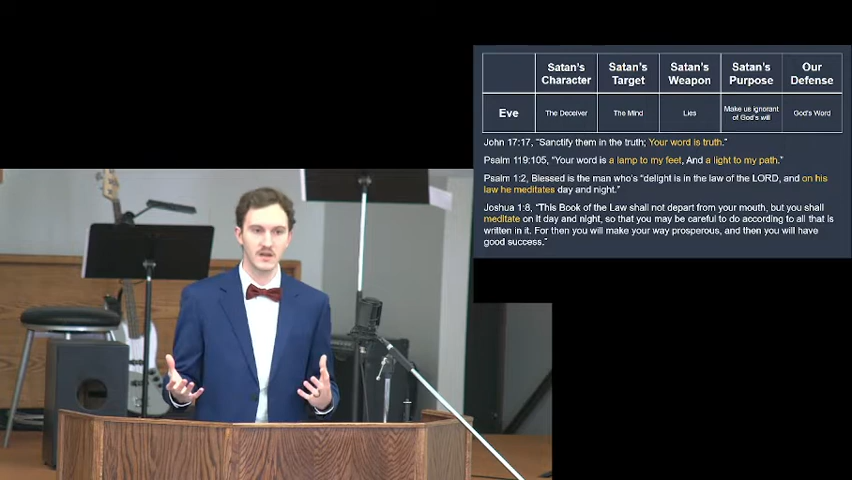 Satan's Character Satan's Target Satan's Weapon Satan's Purpose Our Defense
Eve The Deceiver The Mind Lies Make us ignorant of God's will God's Word
John 17:17, "Sanctify them in the truth; Your word is truth."
Psalm 119:105, "Your word is a lamp to my feet, And a light to my path."
Psalm 1:2, Blessed is the man who's "delight is in the law of the LORD, and on his
law he meditates day and night."
Joshua 1:8, "This Book of the Law shall not depart from your mouth, but you shall
meditate on it day and night, so that you may be careful to do according to all that is
written in it. For then you will make your way prosperous, and then you will have
good success."